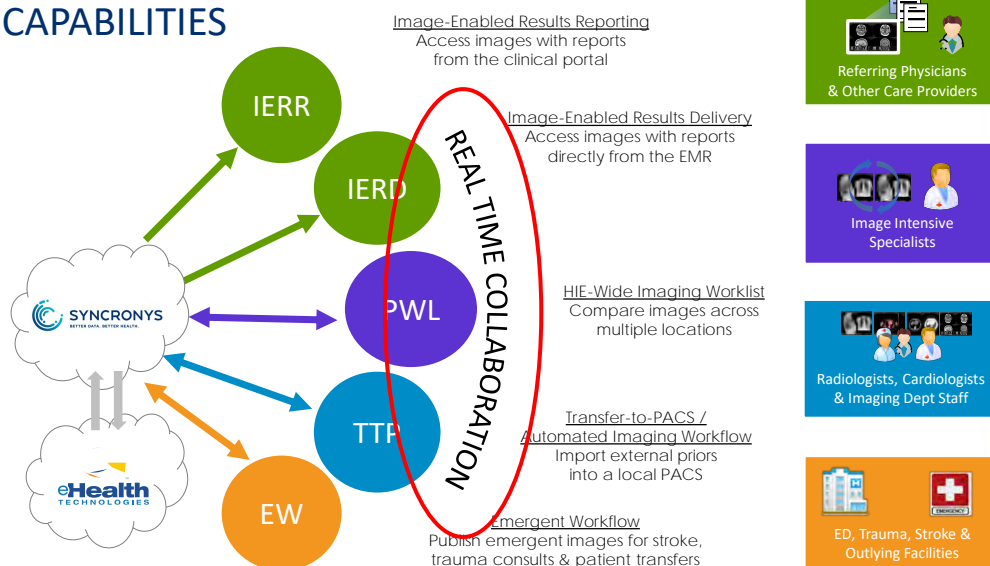 CAPABILITIES
Image-Enabled Results Reporting
Access images with reports
from the clinical portal
IERR
Image-Enabled Results Delivery
Access images with reports
directly from the EMR
IERD
REAL TIME COLLABORATION
SYNCRONYS
BETTER DATA. BETTER HEALTH.
PWL
HIE-Wide Imaging Worklist
Compare images across
multiple locations
TTP
Transfer-to-PACS /
Automated Imaging Workflow
Import external priors
into a local PACS
eHealth
TECHNOLOGIES
EW
Emergent Workflow
Publish emergent images for stroke,
trauma consults & patient transfers
Referring Physicians
& Other Care Providers
Image Intensive
Specialists
Radiologists, Cardiologists
& Imaging Dept Staff
EMERGENCY
ED, Trauma, Stroke &
Outlying Facilities